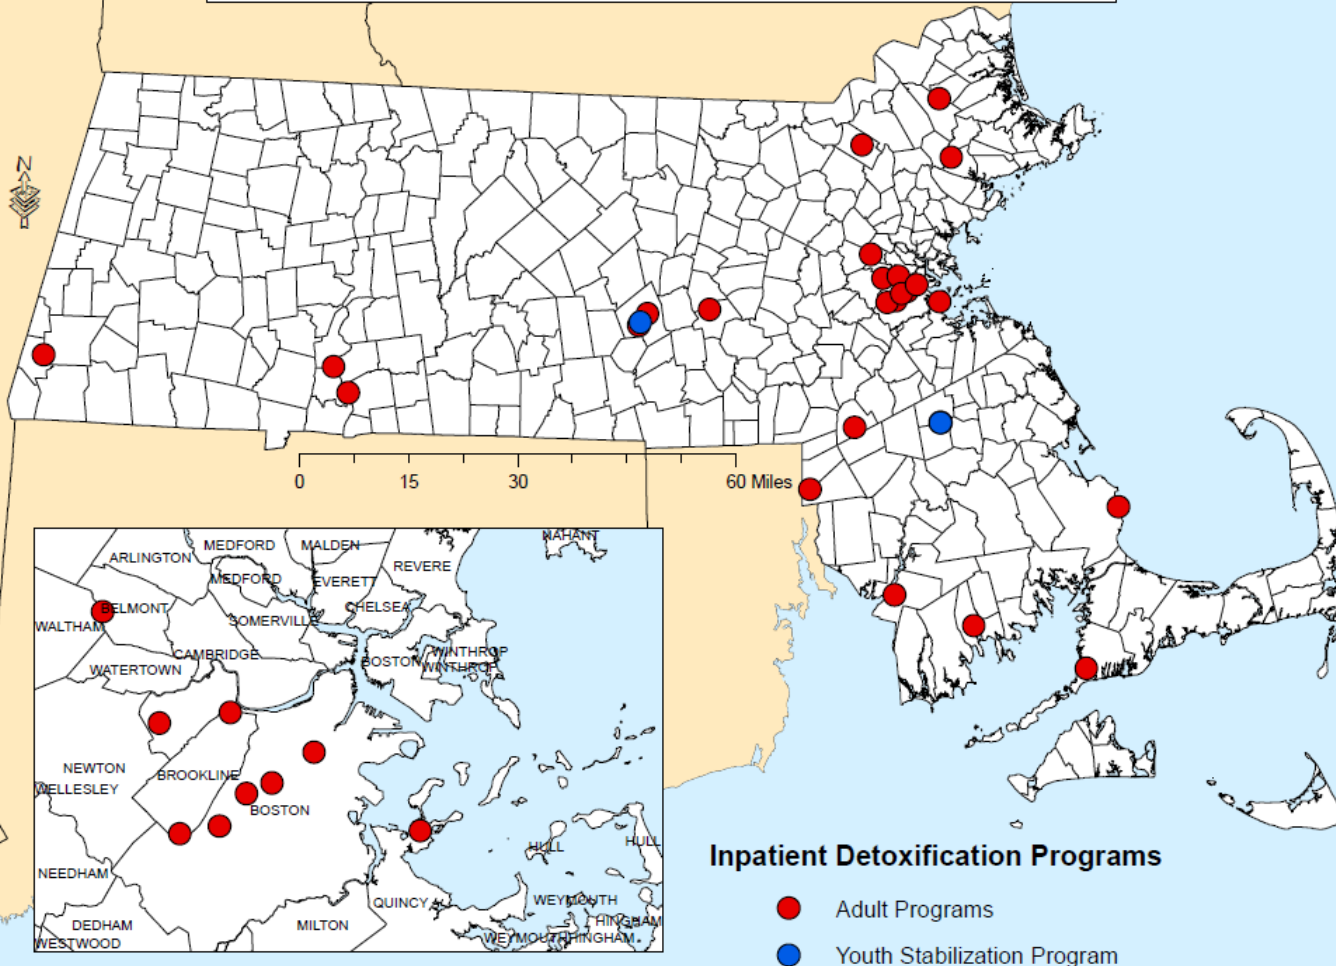 N
0 15 30 60 Miles
NAHANT
MEDFORD
MALDEN
ARLINGTON
REVERE
MEDFORD
EVERETT
BELMONT
CHELSEA
SOMERVILLE
WALTHAM
CAMBRIDGE
BOSTON
WINTHROP
WINTHROP
WATERTOWN
NEWTON
BROOKLINE
WELLESLEY
BOSTON
HULL
HULL
NEEDHAM
QUINCY
WEYMOUTH
HINGHAM
DEDHAM
MILTON
WESTWOOD
WEYMOUTH
HINGHAM
Inpatient Detoxification Programs
Adult Programs
Youth Stabilization Program